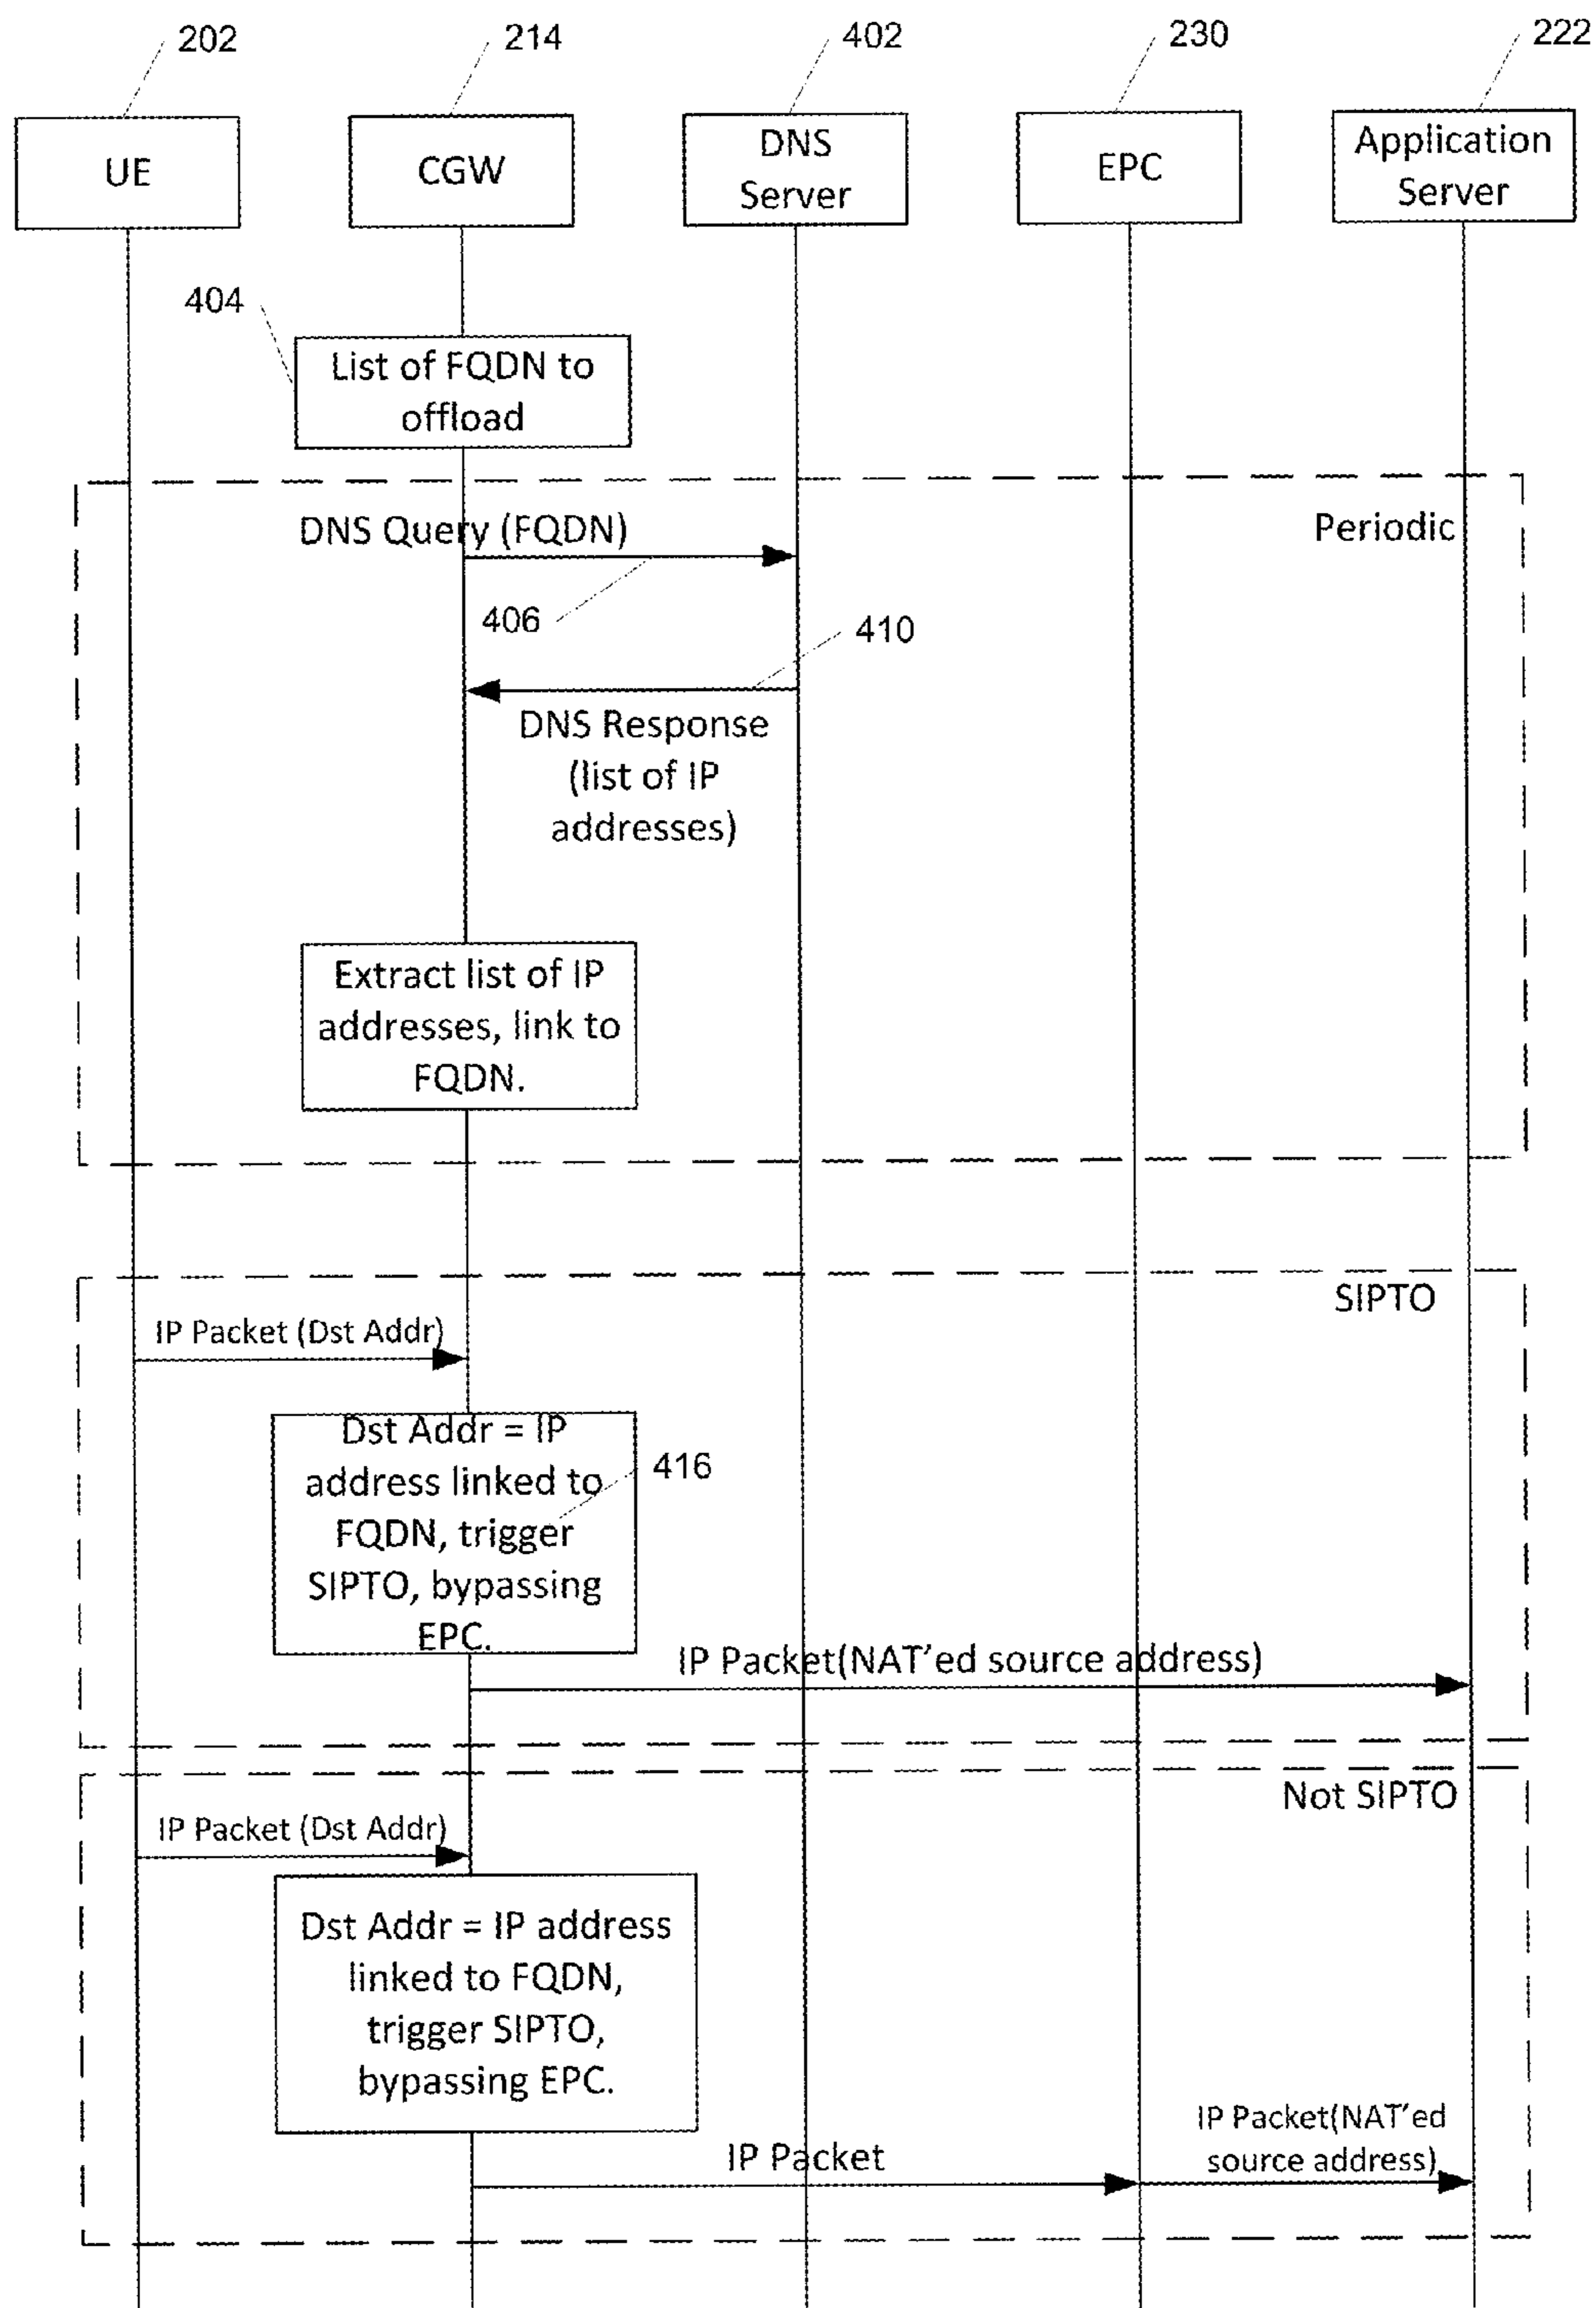 202
214
402
230
222
UE
CGW
DNS
Server
EPC
Application
Server
404
List of FQDN to
offload
Periodic
DNS Query (FQDN)
406
410
DNS Response
(list of IP
addresses)
Extract list of IP
addresses, link to
FQDN.
SIPTO
IP Packet (Dst Addr)
Dst Addr = IP
address linked to
FQDN, trigger
SIPTO, bypassing
EPC.
416
IP Packet(NAT'ed source address)
Not SIPTO
IP Packet (Dst Addr)
Dst Addr = IP address
linked to FQDN,
trigger SIPTO,
bypassing EPC.
IP Packet
IP Packet(NAT'ed
source address)